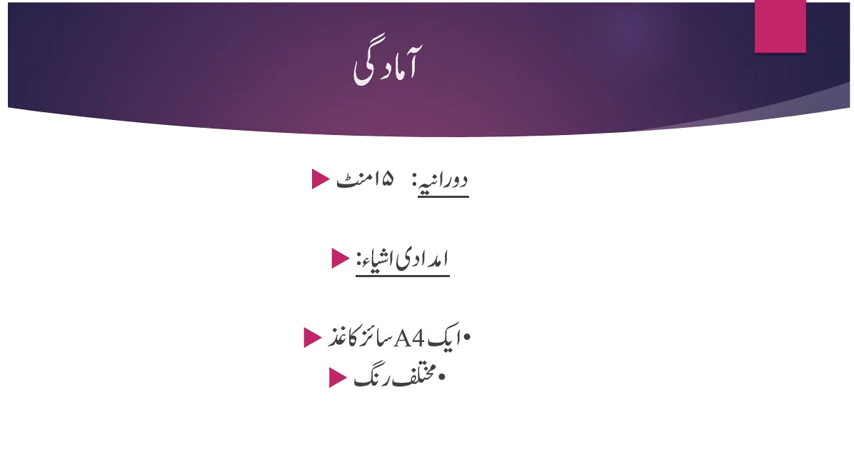 آمادگی
دورانیہ: ۱۵ منٹ
امدادی اشیاء:
•ایک A4 سائز کاغذ
•مختلف رنگ